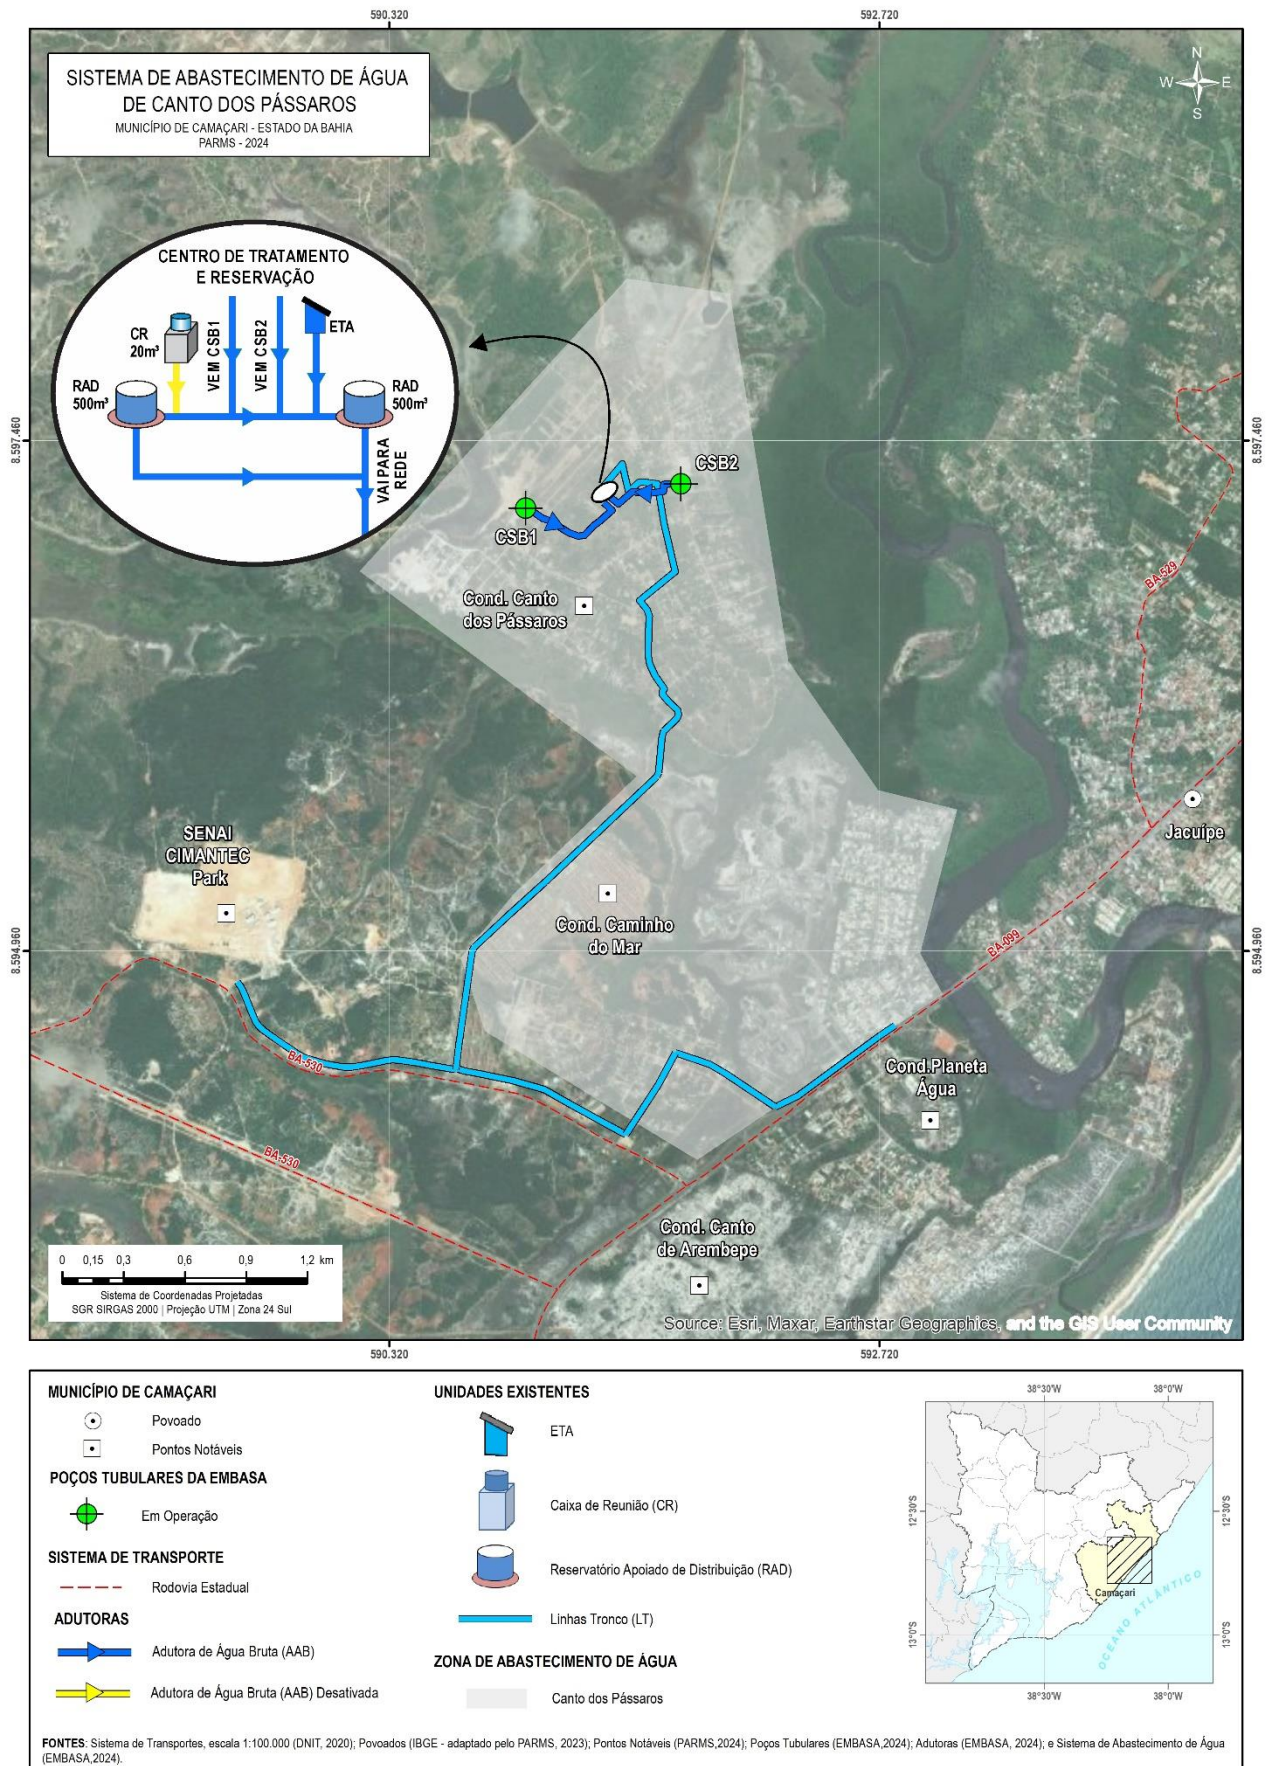 590.320
592.720
SISTEMA DE ABASTECIMENTO DE ÁGUA
DE CANTO DOS PÁSSAROS
MUNICÍPIO DE CAMAÇARI - ESTADO DA BAHIA
PARMS - 2024
N
W
E
S
CENTRO DE TRATAMENTO
E RESERVAÇÃO
CR
20m³
VEM CSB1
VEM CSB2
ETA
RAD
500m³
RAD
500m³
VAI PARA
REDE
8.597.460
8.597.460
CSB2
CSB1
BA-529
Cond. Canto
dos Pássaros
Jacuípe
SENAI
CIMANTEC
Park
Cond. Caminho
do Mar
BA-099
8.594.960
8.594.960
BA-530
Cond.Planeta
Água
BA-530
Cond. Canto
de Arembepe
0 0,15 0,3 0,6 0,9 1,2 km
Sistema de Coordenadas Projetadas
SGR SIRGAS 2000 | Projeção UTM | Zona 24 Sul
Source: Esri, Maxar, Earthstar Geographics, and the GIS User Community
590.320
592.720
MUNICÍPIO DE CAMAÇARI
Povoado
Pontos Notáveis
POÇOS TUBULARES DA EMBASA
Em Operação
SISTEMA DE TRANSPORTE
Rodovia Estadual
ADUTORAS
Adutora de Água Bruta (AAB)
Adutora de Água Bruta (AAB) Desativada
UNIDADES EXISTENTES
ETA
Caixa de Reunião (CR)
Reservatório Apoiado de Distribuição (RAD)
Linhas Tronco (LT)
ZONA DE ABASTECIMENTO DE ÁGUA
Canto dos Pássaros
38°30'W
38°0'W
12°30'S
12°30'S
Camaçari
OCEANO ATLÂNTICO
13°0'S
13°0'S
38°30'W
38°0'W
FONTES: Sistema de Transportes, escala 1:100.000 (DNIT, 2020); Povoados (IBGE - adaptado pelo PARMS, 2023); Pontos Notáveis (PARMS,2024); Poços Tubulares (EMBASA,2024); Adutoras (EMBASA, 2024); e Sistema de Abastecimento de Água
(EMBASA,2024).